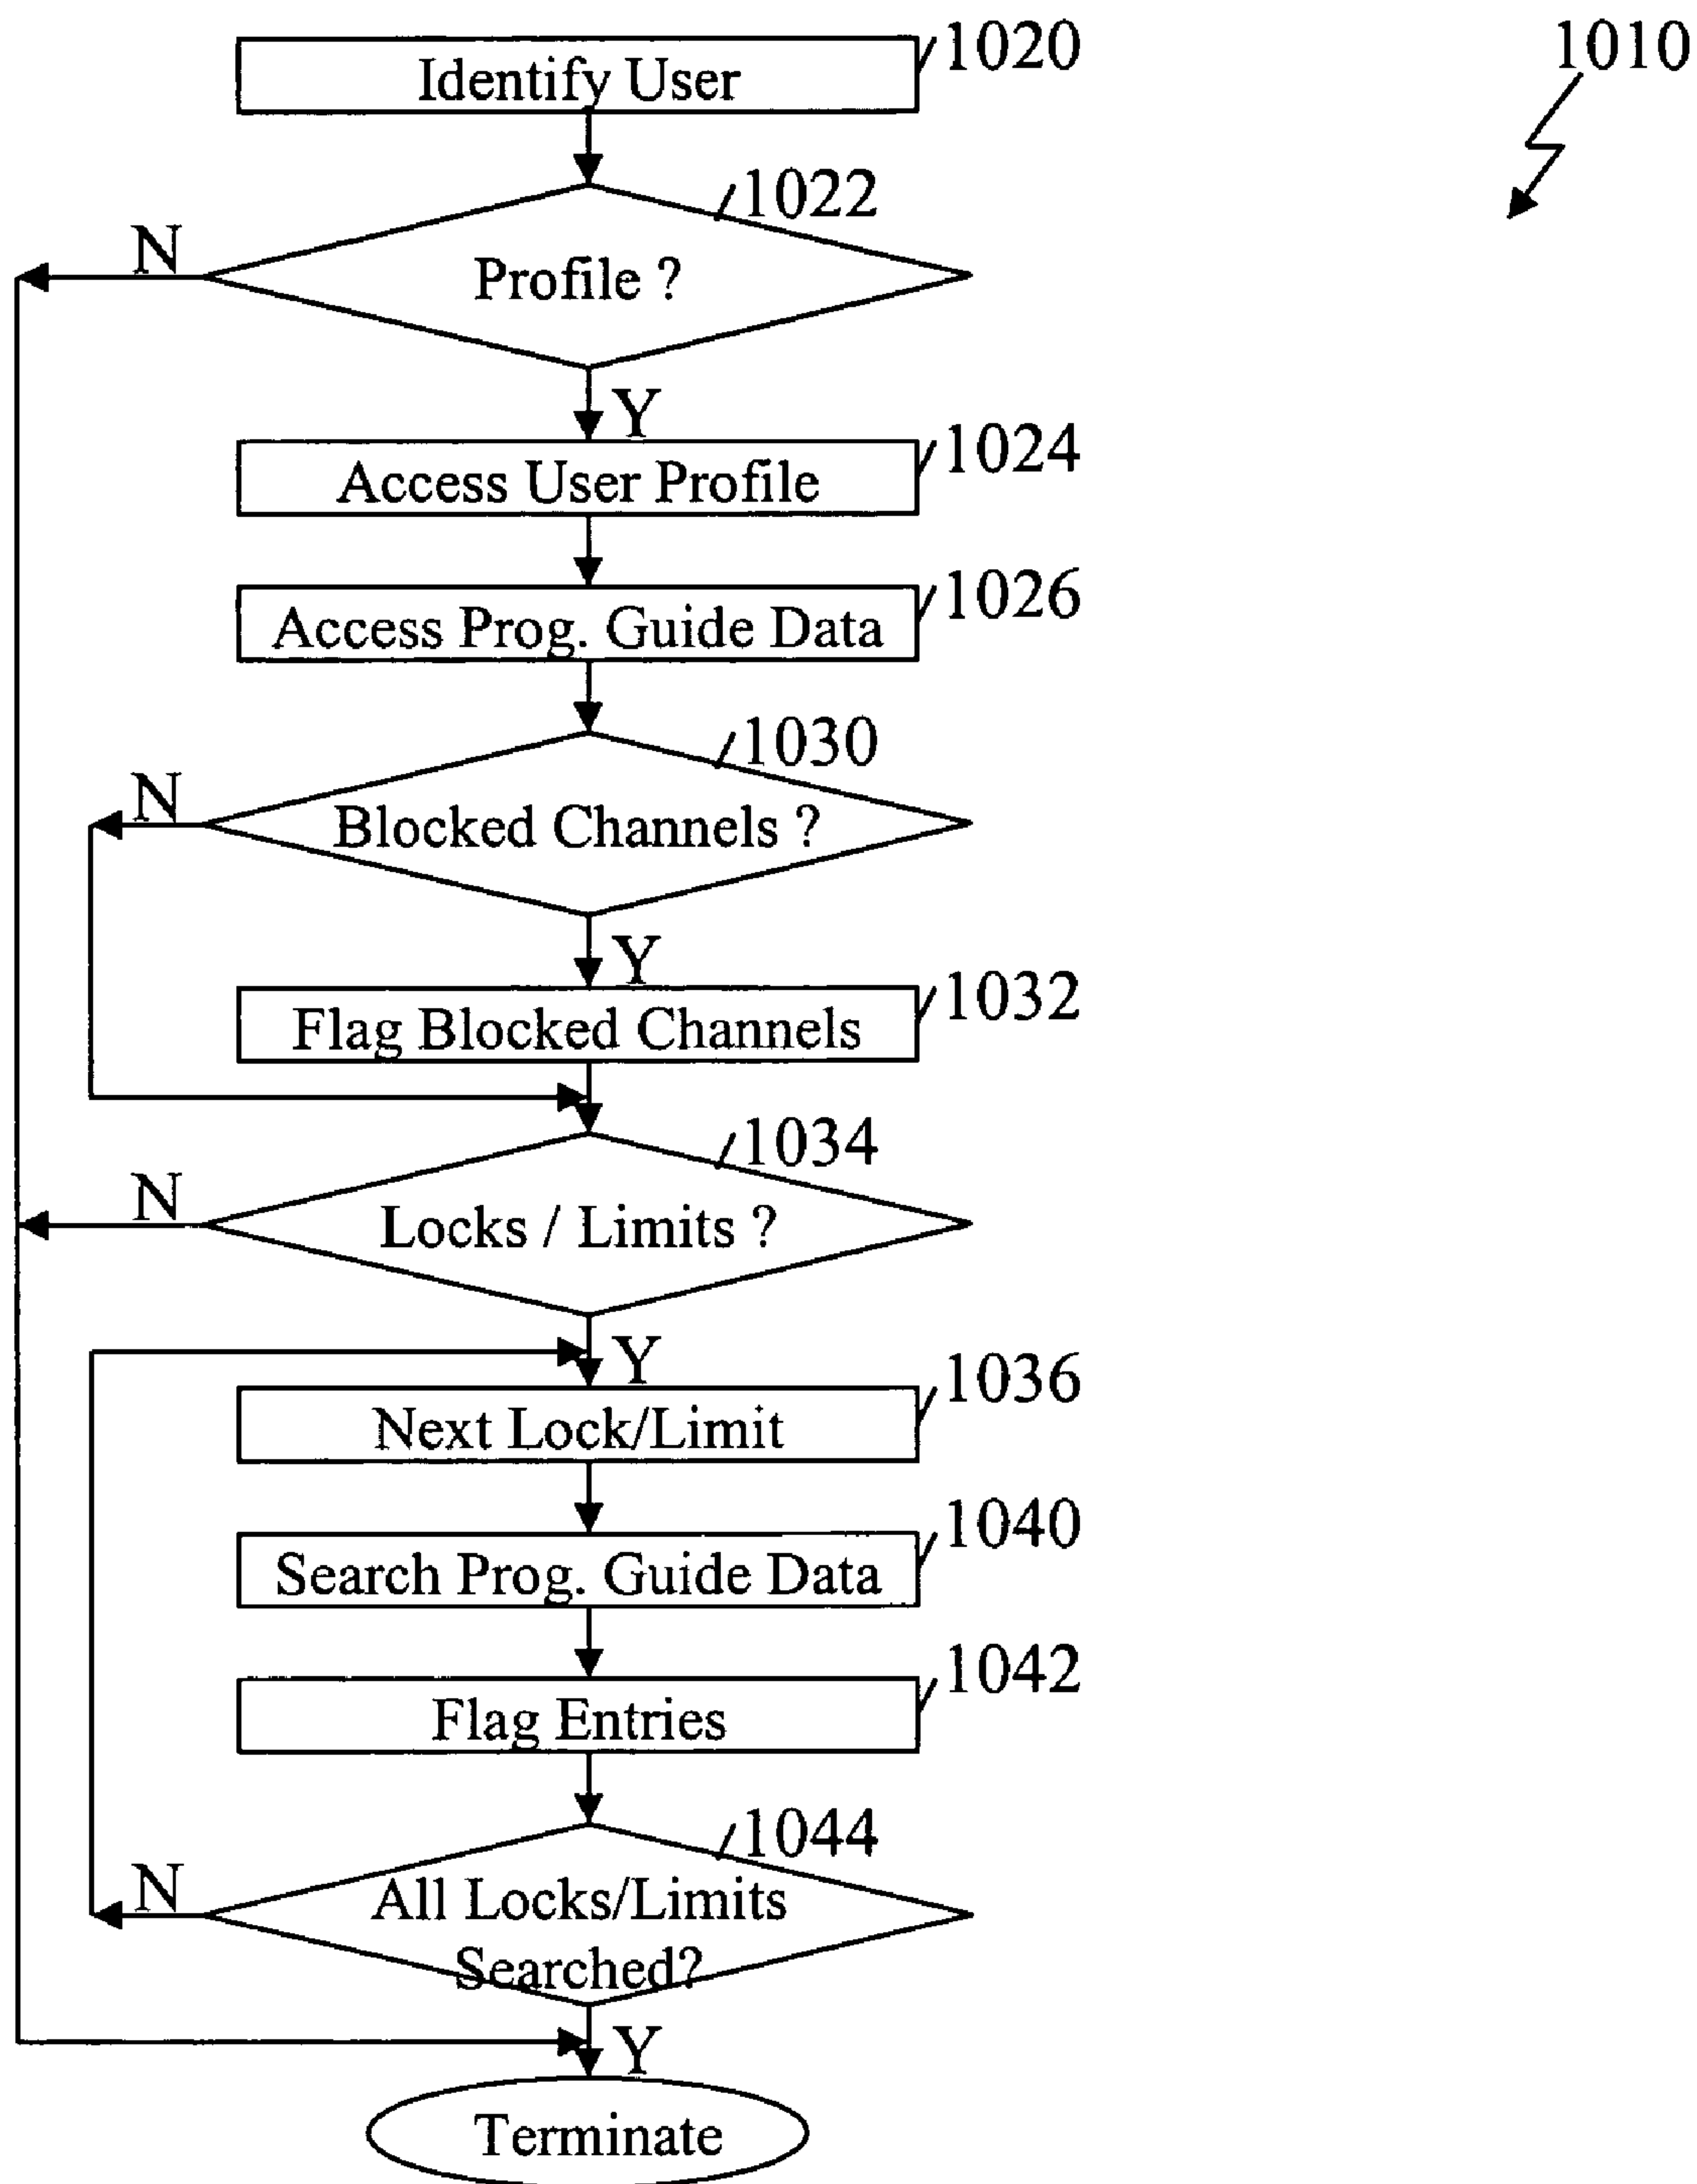 1020
Identify User
1010
1022
N
Profile ?
Y
1024
Access User Profile
1026
Access Prog. Guide Data
1030
N
Blocked Channels ?
Y
1032
Flag Blocked Channels
1034
N
Locks / Limits ?
Y
1036
Next Lock/Limit
1040
Search Prog. Guide Data
1042
Flag Entries
1044
N
All Locks/Limits
Searched?
Y
Terminate